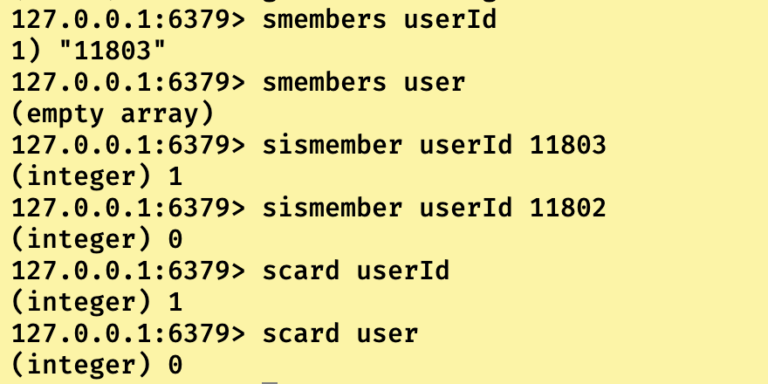 127.0.0.1:6379> smembers userId
1) "11803"
127.0.0.1:6379> smembers user
(empty array)
127.0.0.1:6379> sismember userId 11803
(integer) 1
127.0.0.1:6379> sismember userId 11802
(integer) 0
127.0.0.1:6379> scard userId
(integer) 1
127.0.0.1:6379> scard user
(integer) 0